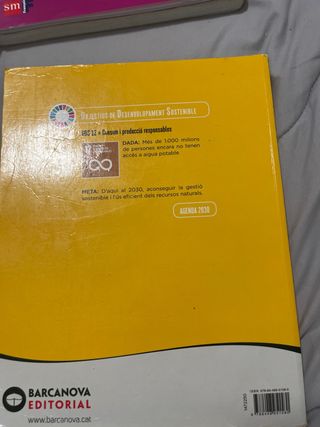 sm
OBJECTIUS DE DESENVOLUPAMENT SOSTENIBLE
ODS 12 • Consum i producció responsables
DADA: Més de 1000 milions
de persones encara no tenen
accés a aigua potable.
META: D'aquí al 2030, aconseguir la gestió
sostenible i l'ús eficient dels recursos naturals.
AGENDA 2030
BARCANOVA
EDITORIAL
www.barcanova.cat
1472250